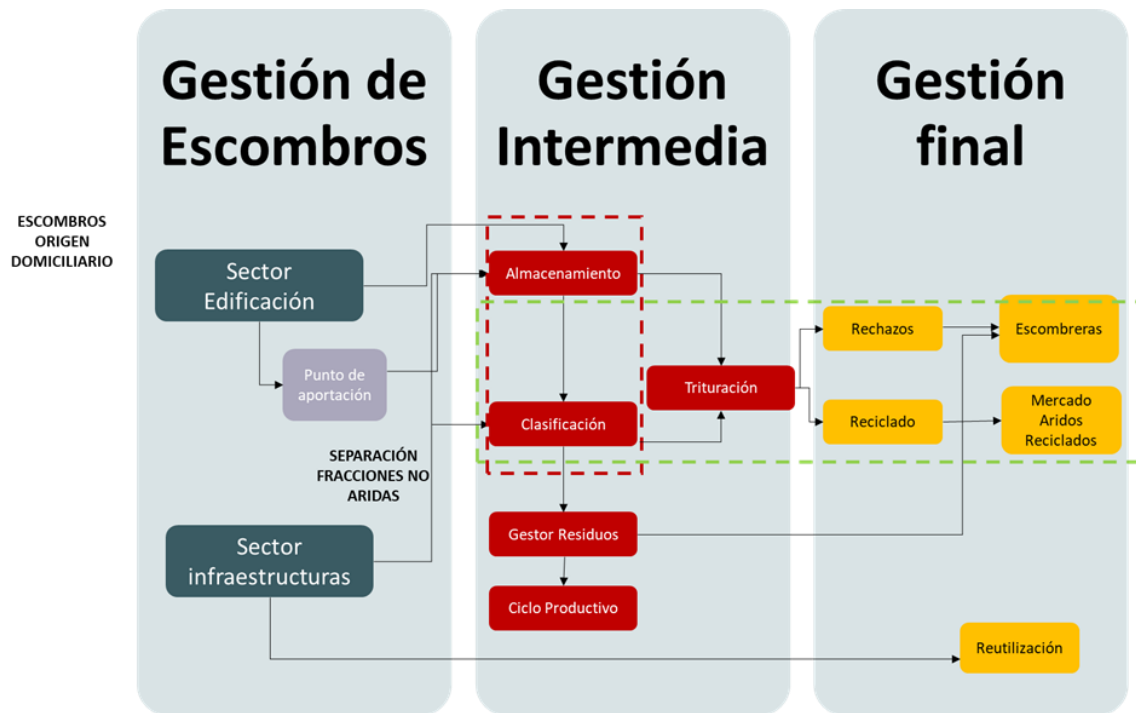 Gestión de
Escombros
Gestión
Intermedia
Gestión
final
ESCOMBROS
ORIGEN
DOMICILIARIO
Sector
Edificación
Almacenamiento
Rechazos
Escombreras
Punto de
aportación
Trituración
Clasificación
Reciclado
Mercado
Aridos
Reciclados
SEPARACIÓN
FRACCIONES NO
ARIDAS
Sector
infraestructuras
Gestor Residuos
Ciclo Productivo
Reutilización